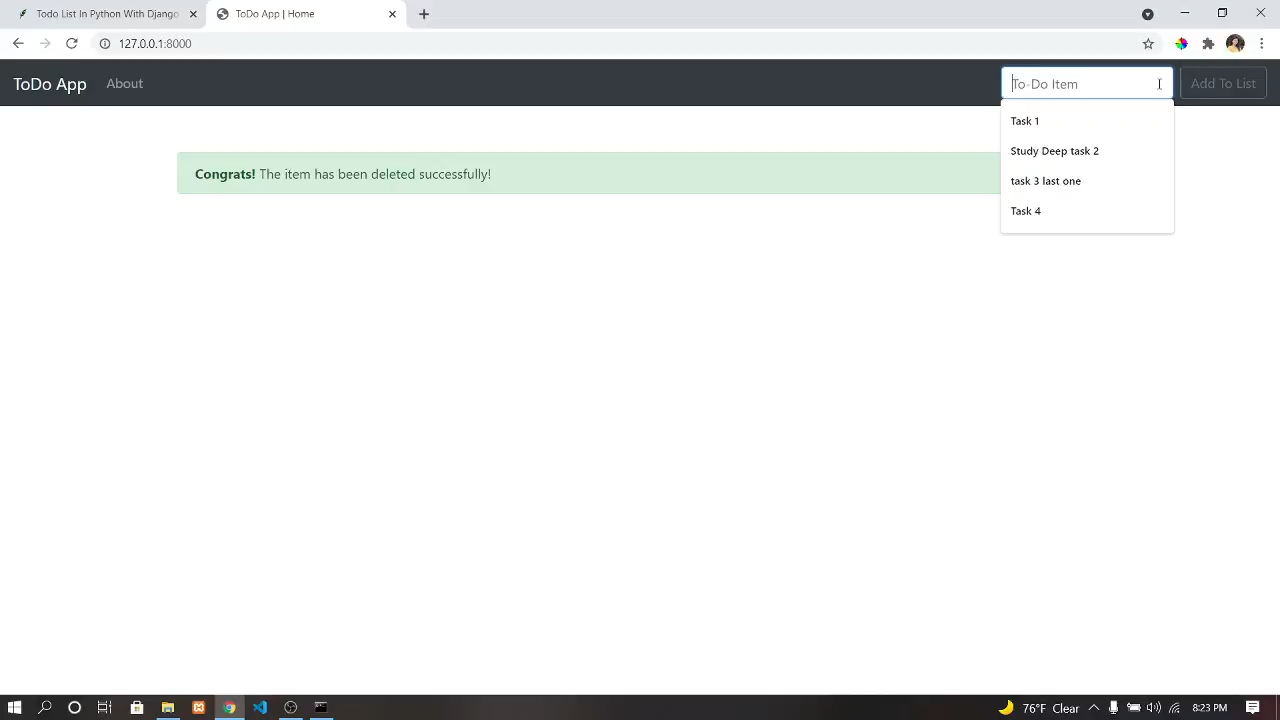 Todo List In Python With Django
ToDo App | Home
127.0.0.1:8000
ToDo App
About
To-Do Item
Add To List
Task 1
Study Deep task 2
task 3 last one
Task 4
Congrats! The item has been deleted successfully!
76°F Clear
8:23 PM